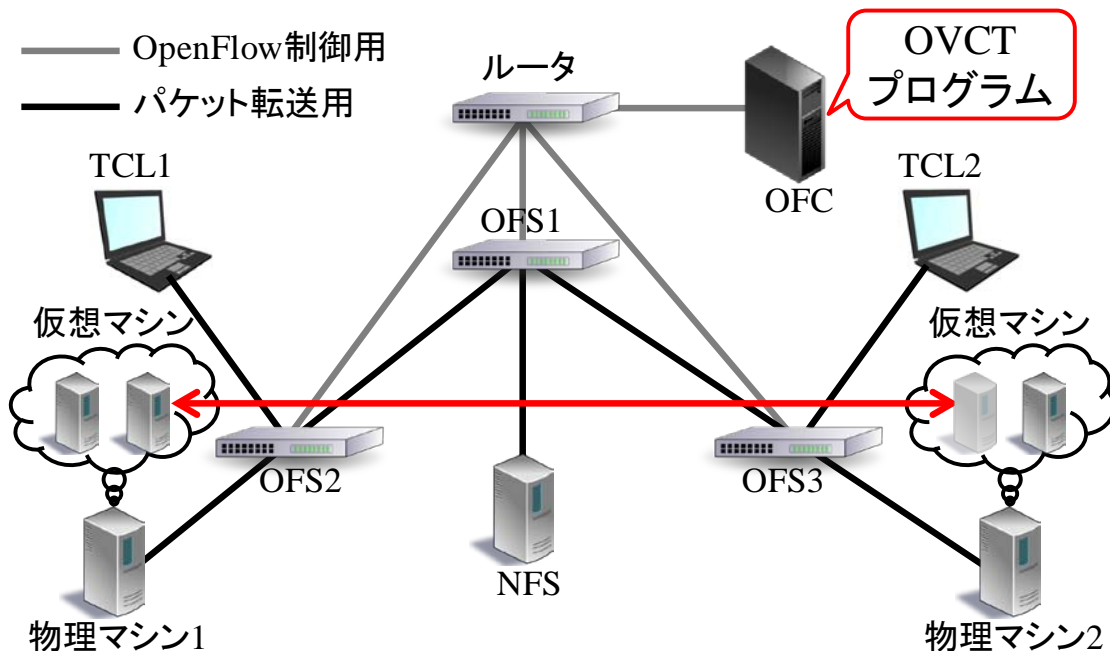 OpenFlow制御用
パケット転送用
ルータ
OVCT
プログラム
OFC
TCL1
TCL2
OFS1
仮想マシン
仮想マシン
OFS2
OFS3
NFS
物理マシン1
物理マシン2